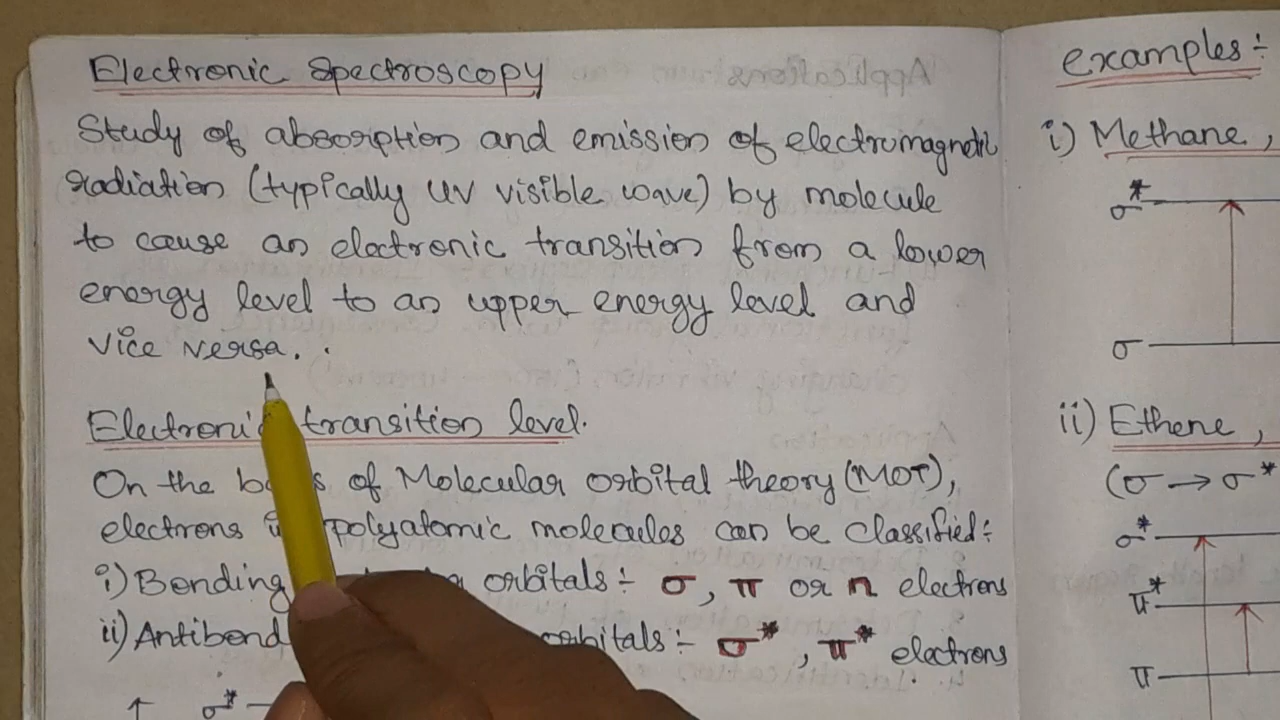 Electronic Spectroscopy
Study of absorption and emission of electromagnetic
radiation (typically UV visible wave) by molecule
to cause an electronic transition from a lower
energy level to an upper energy level and
vice versa.
Electronic transition level.
On the of Molecular orbital theory (MOT),
electrons polyatomic molecules can be classified:-
i) Bonding orbitals:- σ, π or n electrons
ii) Antibond orbitals:- σ*, π* electrons
σ*
examples:-
i) Methane,
σ*
σ
ii) Ethene,
(σ → σ*
σ*
π*
π